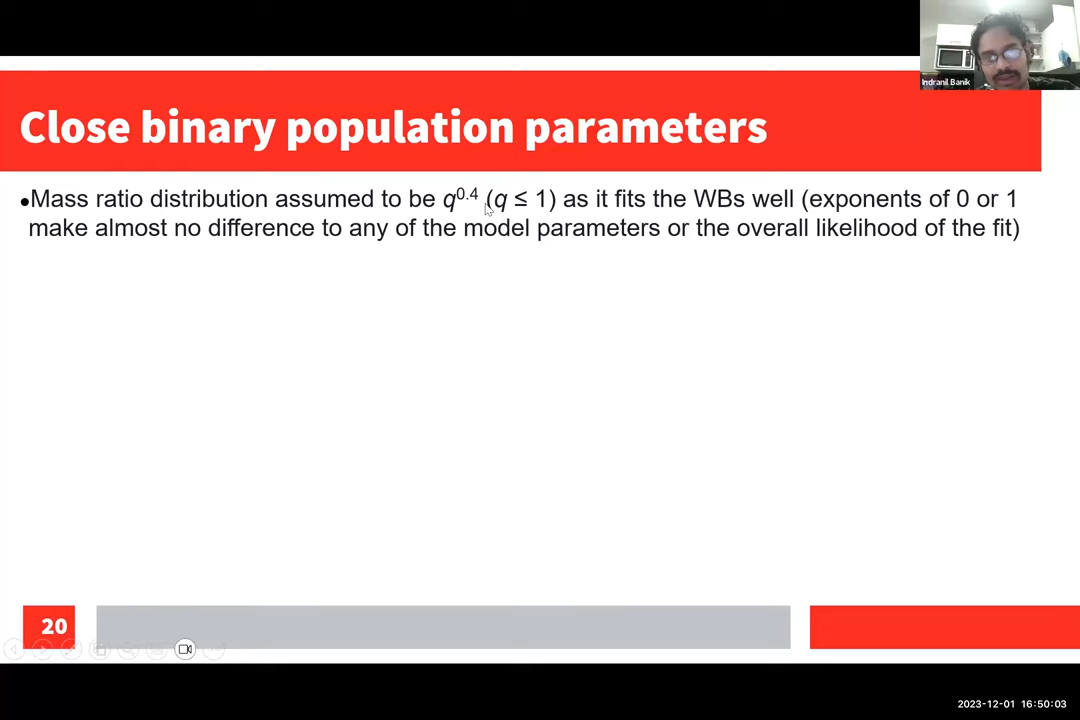 Indranil Banik
Close binary population parameters
●Mass ratio distribution assumed to be q^0.4 (q ≤ 1) as it fits the WBs well (exponents of 0 or 1
make almost no difference to any of the model parameters or the overall likelihood of the fit)
20
2023-12-01 16:50:03